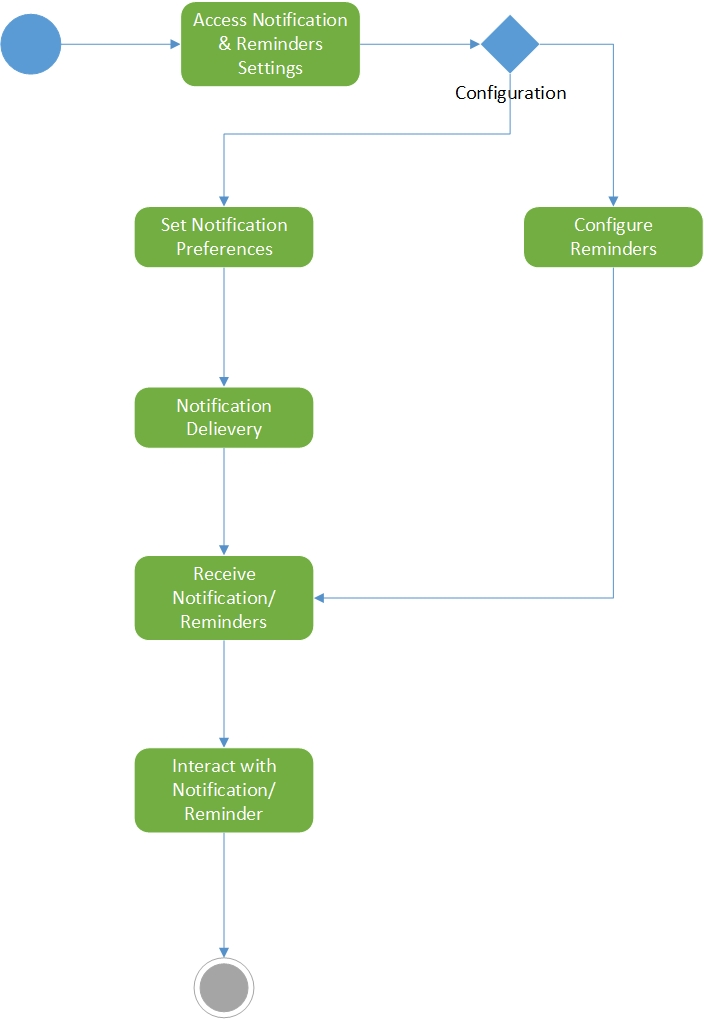 Access Notification
& Reminders
Settings
Configuration
Set Notification
Preferences
Configure
Reminders
Notification
Delievery
Receive
Notification/
Reminders
Interact with
Notification/
Reminder